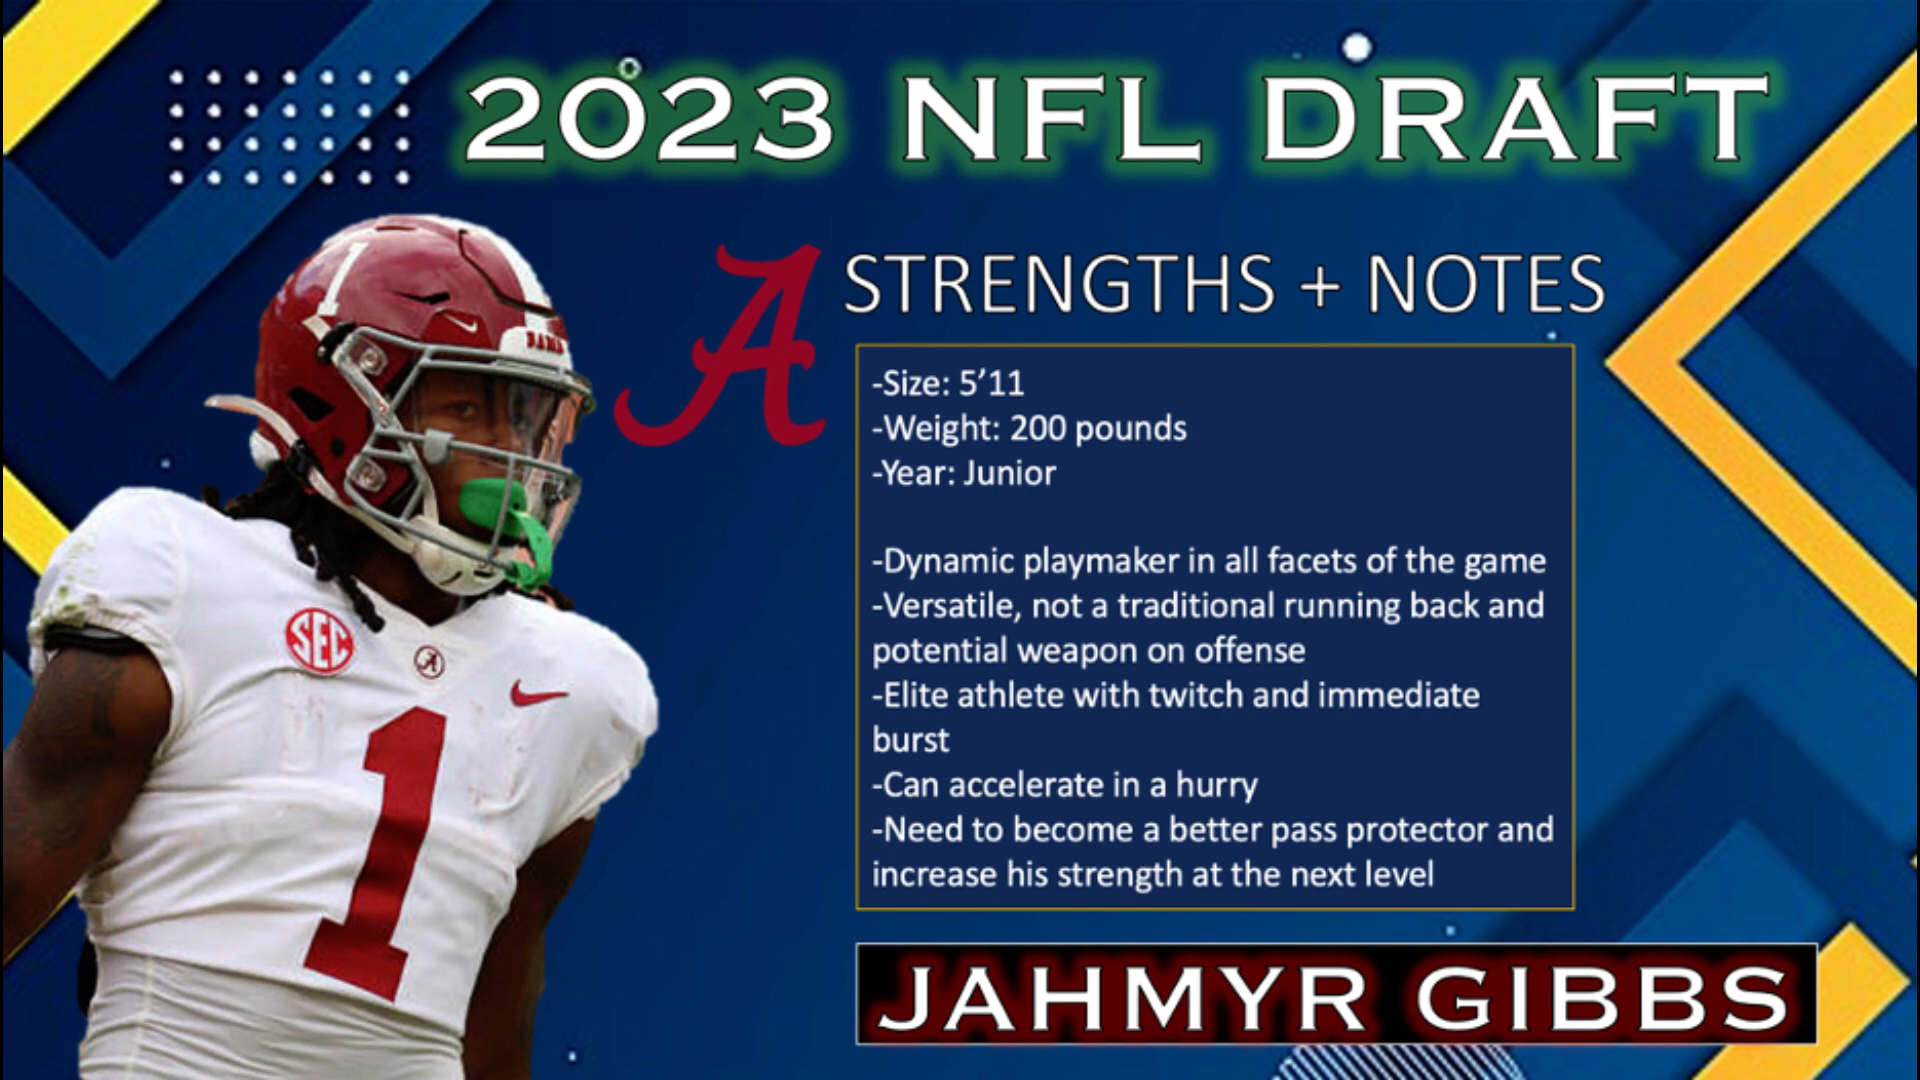 2023 NFL DRAFT
A STRENGTHS + NOTES
-Size: 5’11
-Weight: 200 pounds
-Year: Junior
-Dynamic playmaker in all facets of the game
-Versatile, not a traditional running back and
potential weapon on offense
-Elite athlete with twitch and immediate
burst
-Can accelerate in a hurry
-Need to become a better pass protector and
increase his strength at the next level
JAHMYR GIBBS
1
BAMA
SEC
A
1